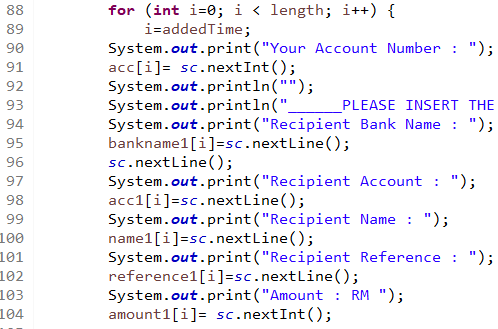 88 for (int i=0; i < length; i++) {
89 i=addedTime;
90 System.out.print("Your Account Number : ");
91 acc[i]= sc.nextInt();
92 System.out.println("");
93 System.out.println("______PLEASE INSERT THE
94 System.out.print("Recipient Bank Name : ");
95 bankname1[i]=sc.nextLine();
96 sc.nextLine();
97 System.out.print("Recipient Account : ");
98 acc1[i]=sc.nextLine();
99 System.out.print("Recipient Name : ");
100 name1[i]=sc.nextLine();
101 System.out.print("Recipient Reference : ");
102 reference1[i]=sc.nextLine();
103 System.out.print("Amount : RM ");
104 amount1[i]= sc.nextInt();